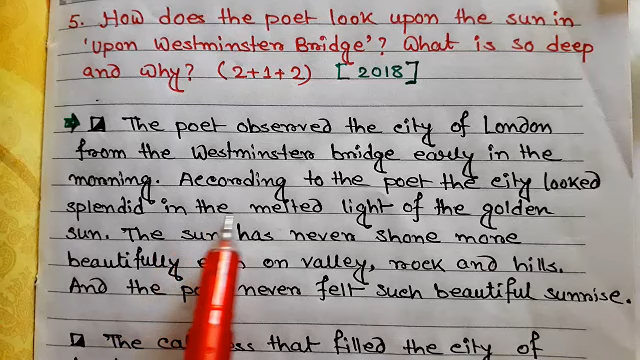 5. How does the poet look upon the sun in
'Upon Westminster Bridge'? What is so deep
and why? (2+1+2) [2018]
The poet observed the city of London
from the Westminster bridge early in the
morning. According to the poet the city looked
splendid in the melted light of the golden
sun. The sun has never shone more
beautifully on valley, rock and hills.
And the never felt such beautiful sunrise.
The that filled the city of